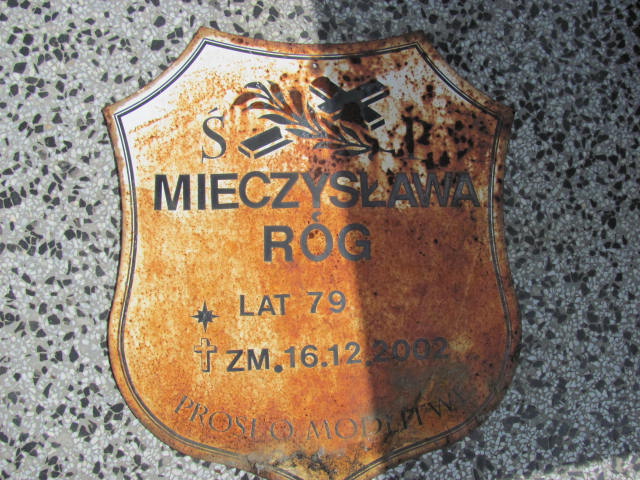 Ś P.
MIECZYSŁAWA
RÓG
LAT 79
ZM. 16.12.2002
PROSI O MODLITWĘ